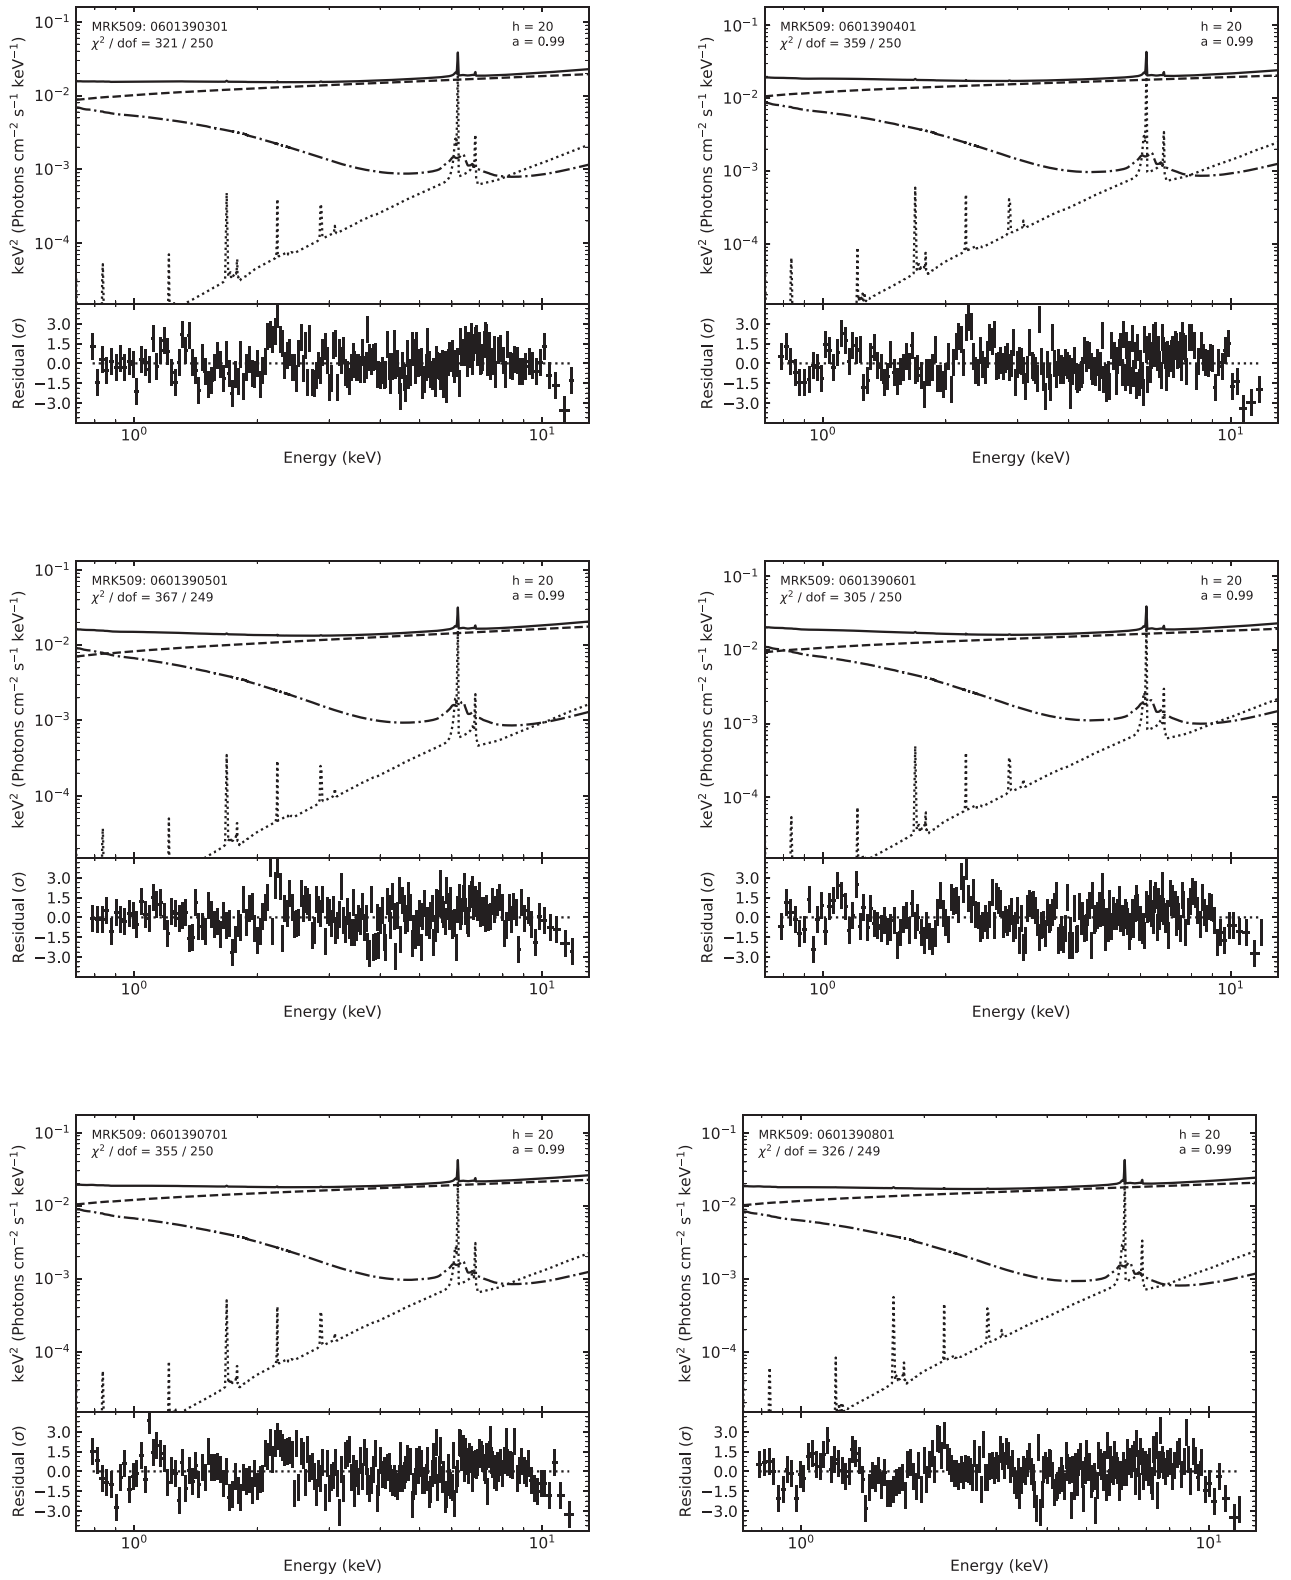 MRK509: 0601390301
χ² / dof = 321 / 250
h = 20
a = 0.99
keV² (Photons cm⁻² s⁻¹ keV⁻¹)
10⁻¹
10⁻²
10⁻³
10⁻⁴
Residual (σ)
3.0
1.5
0.0
−1.5
−3.0
10⁰
10¹
Energy (keV)
MRK509: 0601390401
χ² / dof = 359 / 250
h = 20
a = 0.99
keV² (Photons cm⁻² s⁻¹ keV⁻¹)
10⁻¹
10⁻²
10⁻³
10⁻⁴
Residual (σ)
3.0
1.5
0.0
−1.5
−3.0
10⁰
10¹
Energy (keV)
MRK509: 0601390501
χ² / dof = 367 / 249
h = 20
a = 0.99
keV² (Photons cm⁻² s⁻¹ keV⁻¹)
10⁻¹
10⁻²
10⁻³
10⁻⁴
Residual (σ)
3.0
1.5
0.0
−1.5
−3.0
10⁰
10¹
Energy (keV)
MRK509: 0601390601
χ² / dof = 305 / 250
h = 20
a = 0.99
keV² (Photons cm⁻² s⁻¹ keV⁻¹)
10⁻¹
10⁻²
10⁻³
10⁻⁴
Residual (σ)
3.0
1.5
0.0
−1.5
−3.0
10⁰
10¹
Energy (keV)
MRK509: 0601390701
χ² / dof = 355 / 250
h = 20
a = 0.99
keV² (Photons cm⁻² s⁻¹ keV⁻¹)
10⁻¹
10⁻²
10⁻³
10⁻⁴
Residual (σ)
3.0
1.5
0.0
−1.5
−3.0
10⁰
10¹
Energy (keV)
MRK509: 0601390801
χ² / dof = 326 / 249
h = 20
a = 0.99
keV² (Photons cm⁻² s⁻¹ keV⁻¹)
10⁻¹
10⁻²
10⁻³
10⁻⁴
Residual (σ)
3.0
1.5
0.0
−1.5
−3.0
10⁰
10¹
Energy (keV)